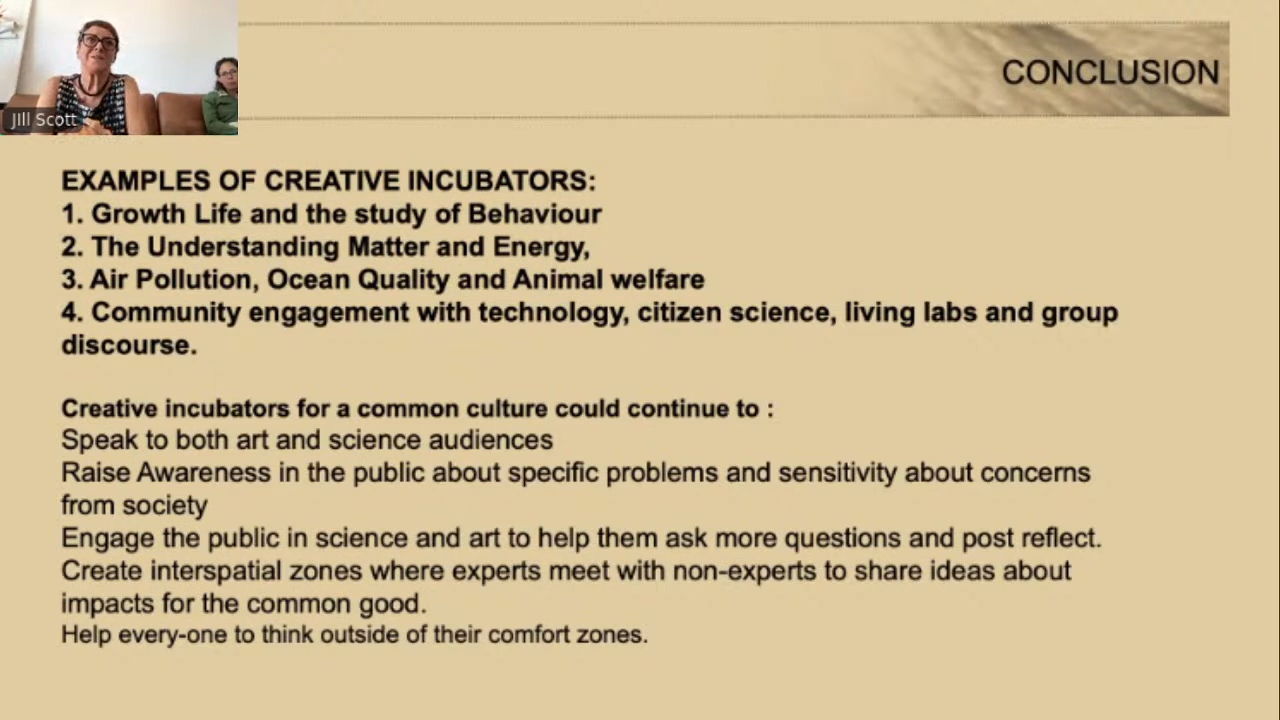 JIll Scott
CONCLUSION
EXAMPLES OF CREATIVE INCUBATORS:
1. Growth Life and the study of Behaviour
2. The Understanding Matter and Energy,
3. Air Pollution, Ocean Quality and Animal welfare
4. Community engagement with technology, citizen science, living labs and group
discourse.
Creative incubators for a common culture could continue to :
Speak to both art and science audiences
Raise Awareness in the public about specific problems and sensitivity about concerns
from society
Engage the public in science and art to help them ask more questions and post reflect.
Create interspatial zones where experts meet with non-experts to share ideas about
impacts for the common good.
Help every-one to think outside of their comfort zones.